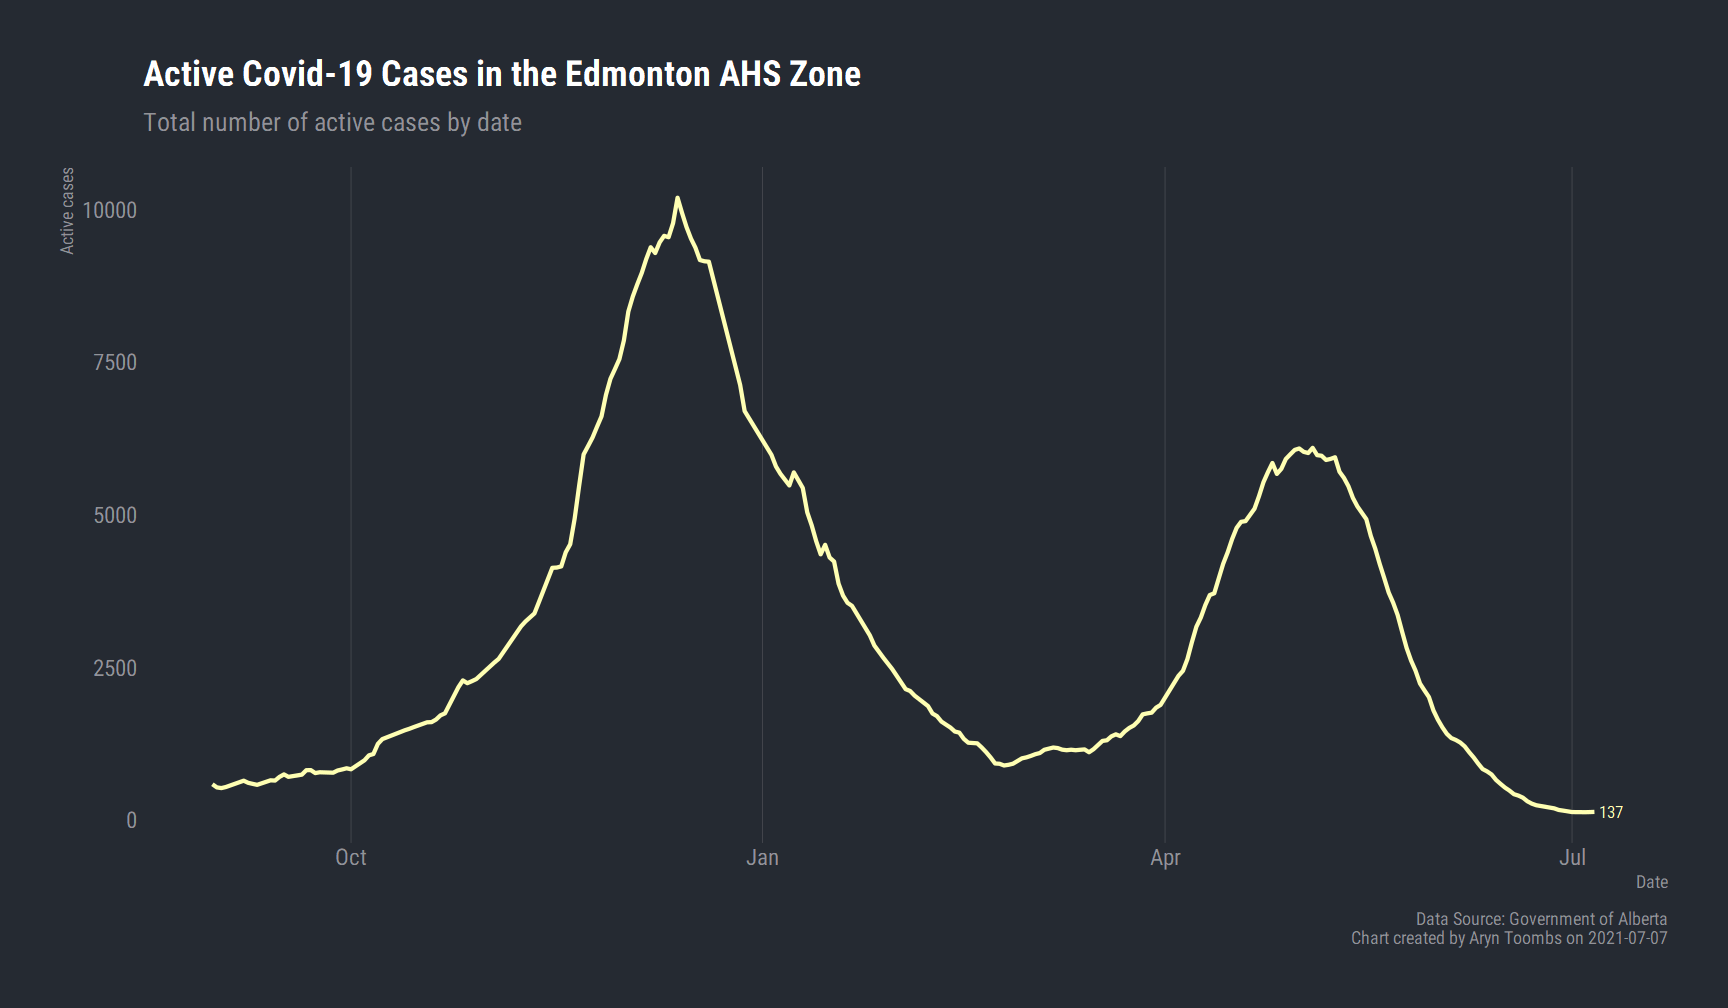 Active Covid-19 Cases in the Edmonton AHS Zone
Total number of active cases by date
Active cases
10000
7500
5000
2500
0
137
Oct
Jan
Apr
Jul
Date
Data Source: Government of Alberta
Chart created by Aryn Toombs on 2021-07-07